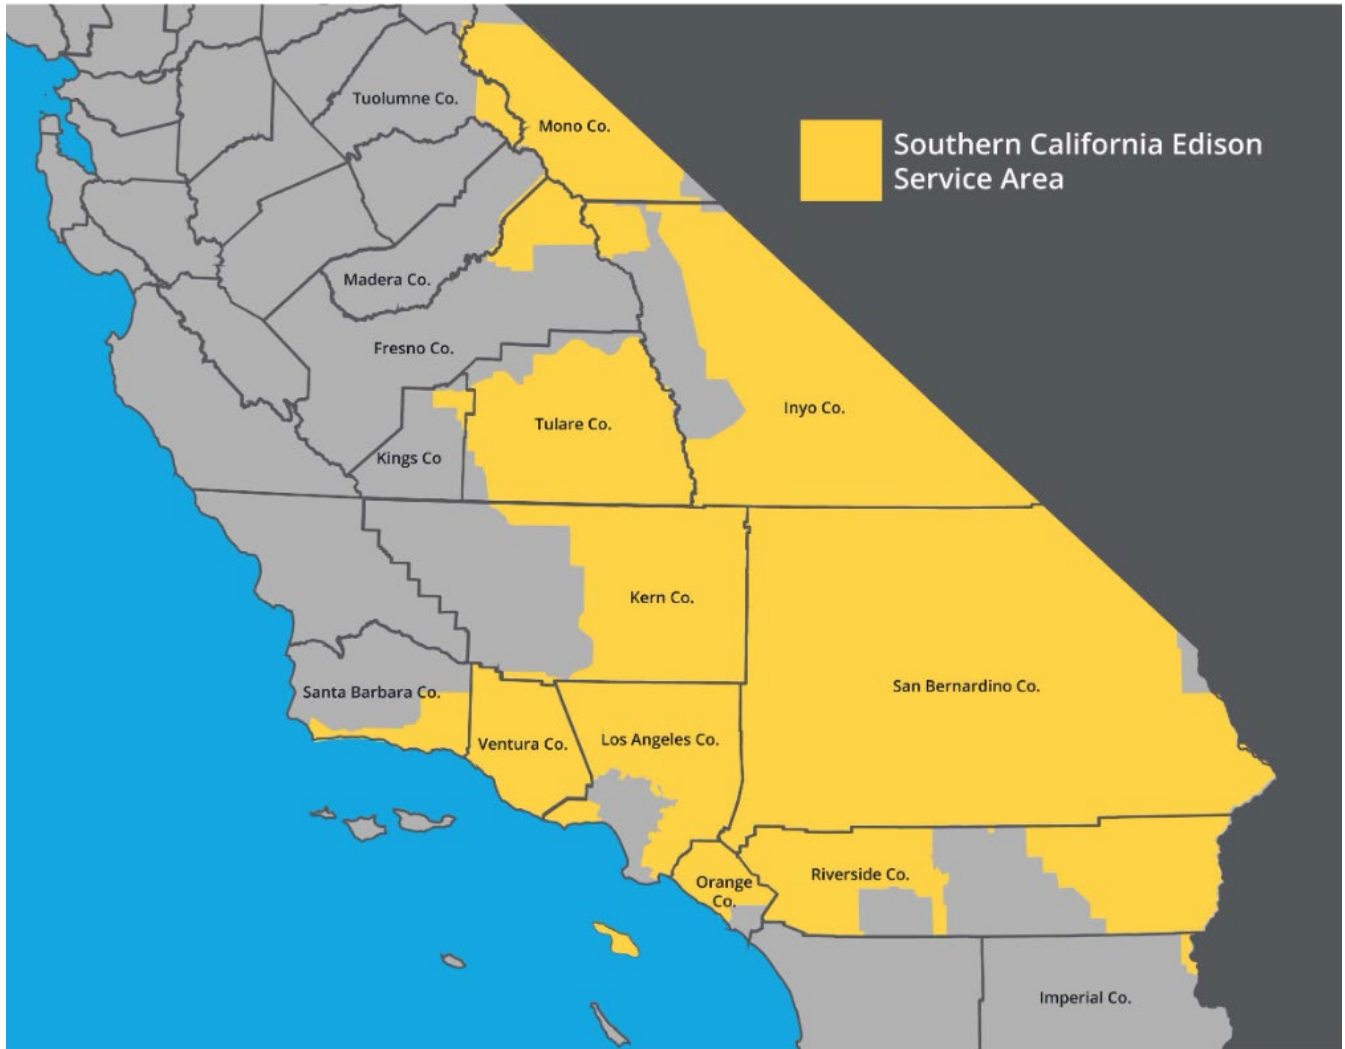 Tuolumne Co.
Mono Co.
Southern California Edison
Service Area
Madera Co.
Fresno Co.
Inyo Co.
Tulare Co.
Kings Co
Kern Co.
San Bernardino Co.
Santa Barbara Co.
Ventura Co.
Los Angeles Co.
Riverside Co.
Orange
Co.
Imperial Co.